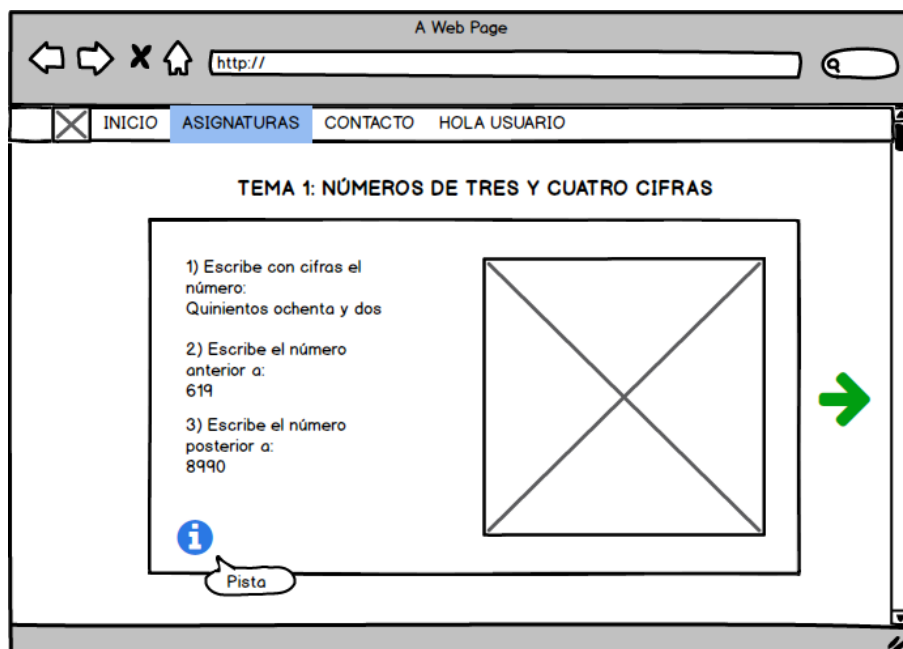 A Web Page
http://
INICIO ASIGNATURAS CONTACTO HOLA USUARIO
TEMA 1: NÚMEROS DE TRES Y CUATRO CIFRAS
1) Escribe con cifras el
número:
Quinientos ochenta y dos
2) Escribe el número
anterior a:
619
3) Escribe el número
posterior a:
8990
i
Pista